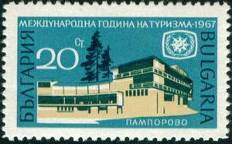 МЕЖДУНАРОДНА ГОДИНА НА ТУРИЗМА-1967
БЪЛГАРИЯ
20 СТ.
BULGARIA
ПАМПОРОВО